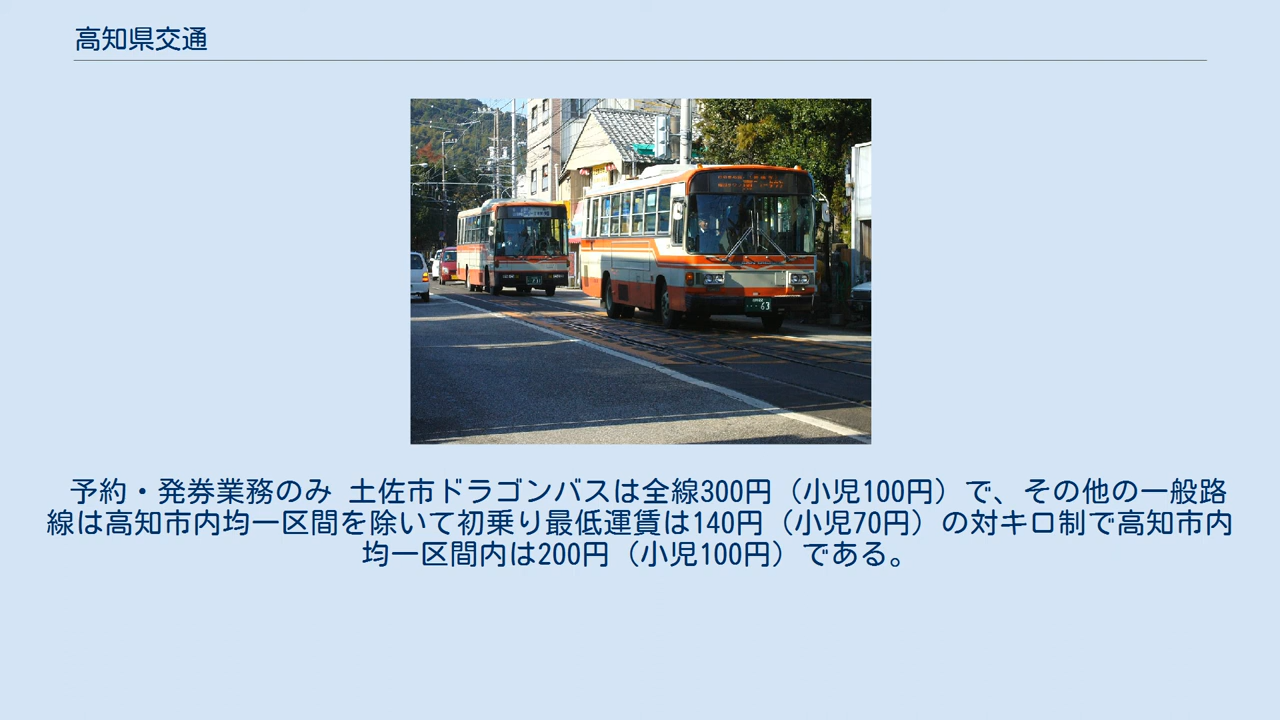 高知県交通
63
予約・発券業務のみ 土佐市ドラゴンバスは全線300円（小児100円）で、その他の一般路
線は高知市内均一区間を除いて初乗り最低運賃は140円（小児70円）の対キロ制で高知市内
均一区間内は200円（小児100円）である。